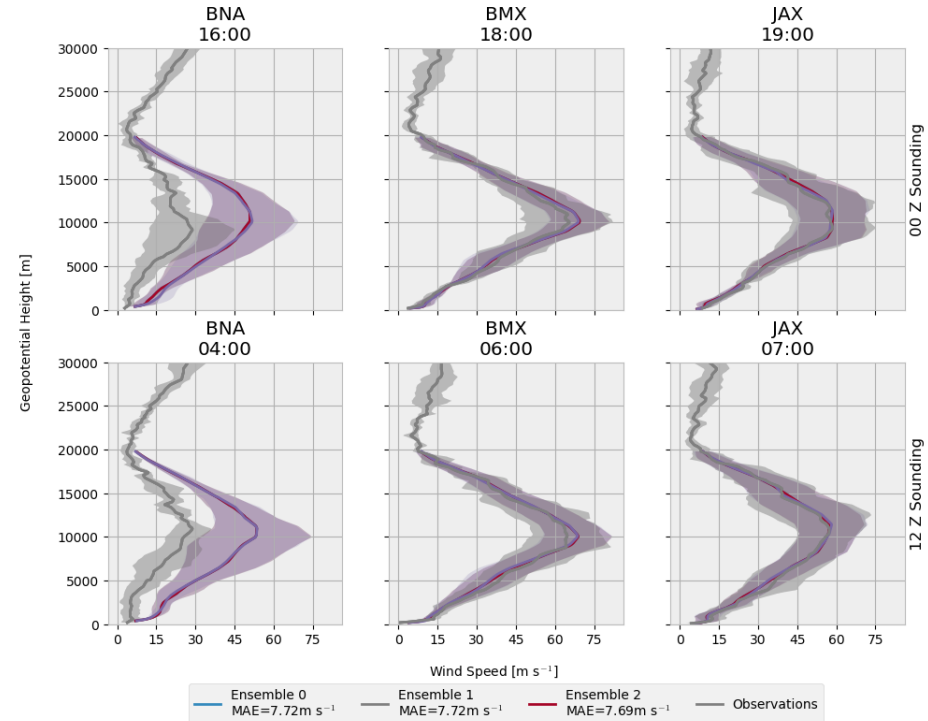 BNA
16:00
BMX
18:00
JAX
19:00
30000
25000
20000
15000
10000
5000
0
00 Z Sounding
Geopotential Height [m]
BNA
04:00
BMX
06:00
JAX
07:00
30000
25000
20000
15000
10000
5000
0
12 Z Sounding
0 15 30 45 60 75
0 15 30 45 60 75
0 15 30 45 60 75
Wind Speed [m s⁻¹]
Ensemble 0
MAE=7.72m s⁻¹
Ensemble 1
MAE=7.72m s⁻¹
Ensemble 2
MAE=7.69m s⁻¹
Observations